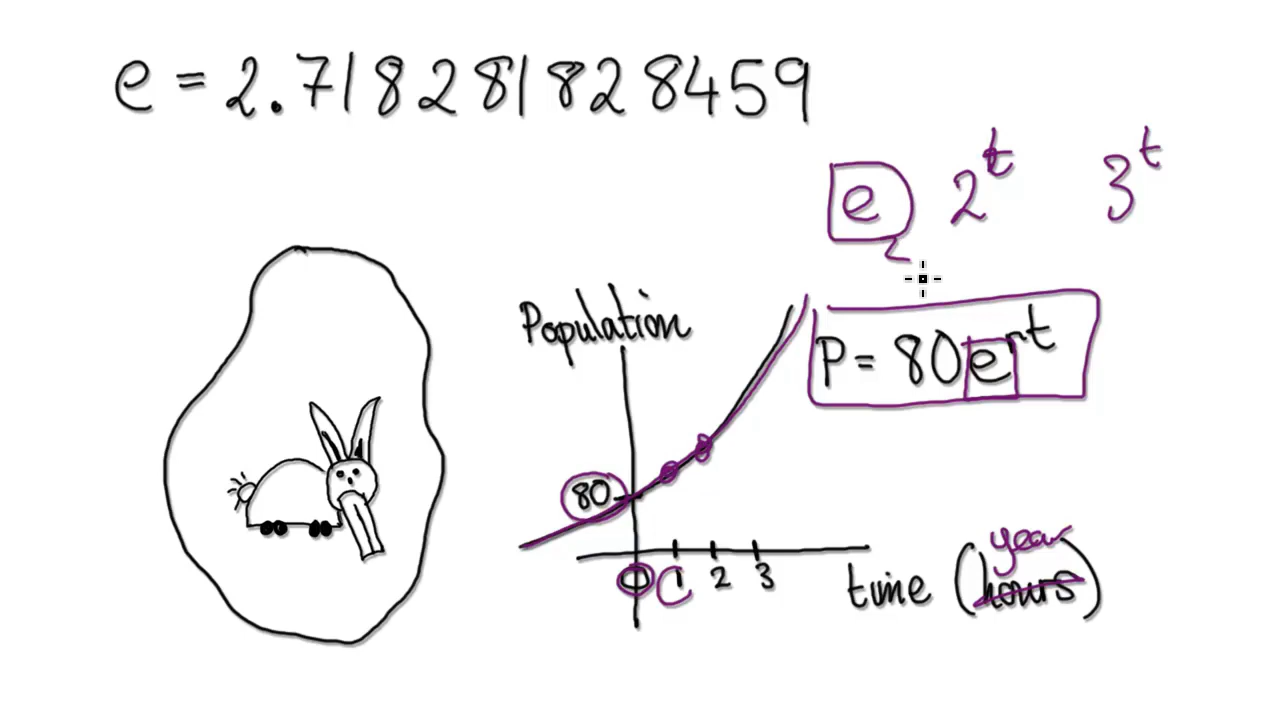 e = 2.718281828459
e 2^t 3^t
Population
P = 80e^rt
80
0 1 2 3
year
time (hours)